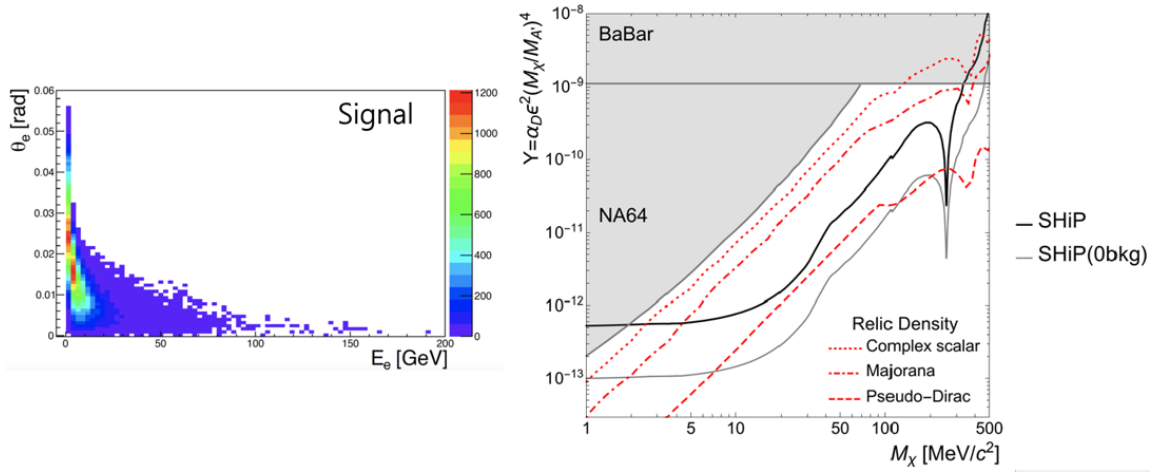 Signal
θe [rad]
0.06
0.05
0.04
0.03
0.02
0.01
0
0 50 100 150 200
Ee [GeV]
1200
1000
800
600
400
200
0
Y=αDϵ²(Mχ/MA')⁴
10⁻⁸
10⁻⁹
10⁻¹⁰
10⁻¹¹
10⁻¹²
10⁻¹³
BaBar
NA64
Relic Density
Complex scalar
Majorana
Pseudo-Dirac
1 5 10 50 100 500
Mχ [MeV/c²]
SHiP
SHiP(0bkg)